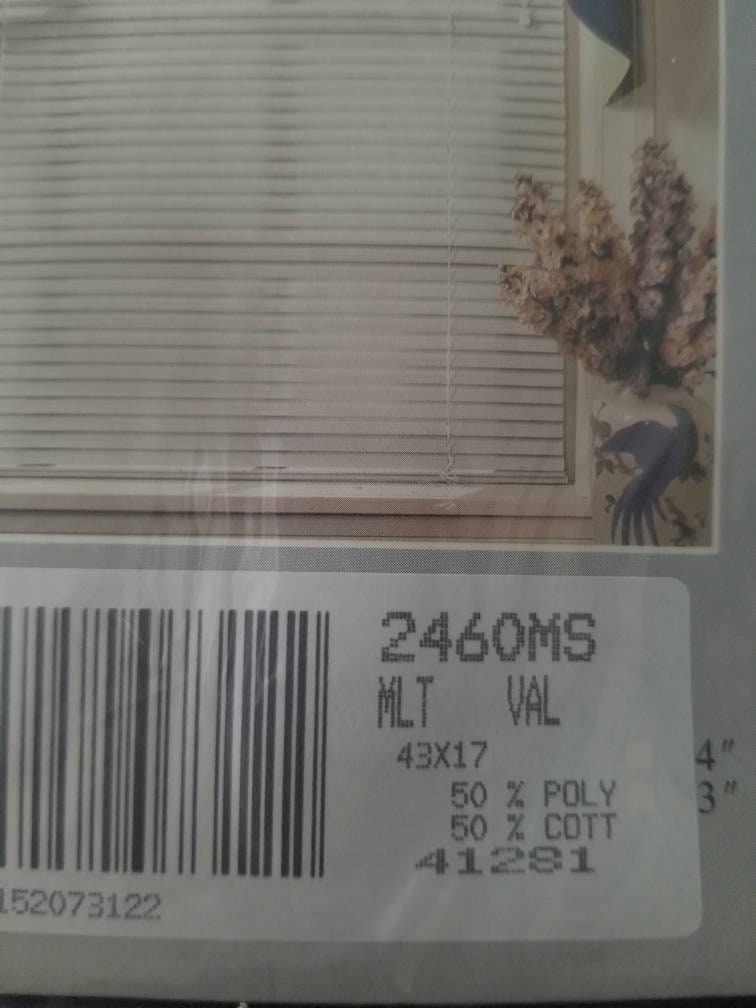 2460MS
MLT VAL
43X17
4"
50 % POLY
3"
50 % COTT
41281
152073122